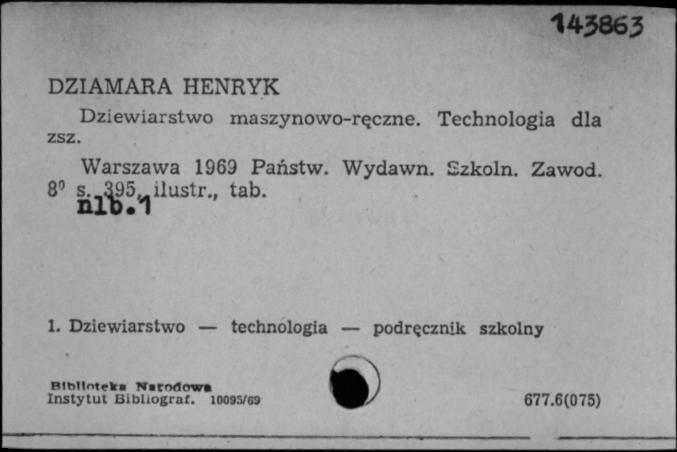 143863
DZIAMARA HENRYK
Dziewiarstwo maszynowo-ręczne. Technologia dla
zsz.
Warszawa 1969 Państw. Wydawn. Szkoln. Zawod.
8⁰ s. 395, ilustr., tab.
nlb.1
1. Dziewiarstwo — technologia — podręcznik szkolny
Biblioteka Narodowa
Instytut Bibliograf. 10095/69
677.6(075)